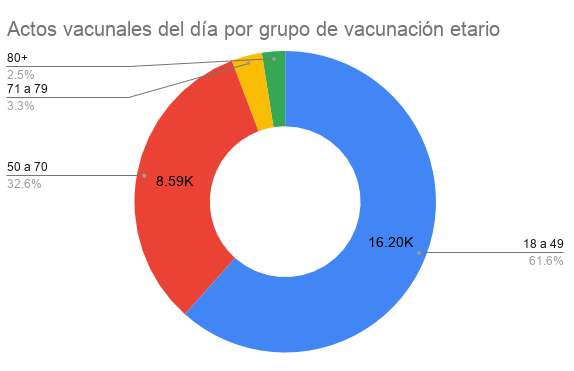 Actos vacunales del día por grupo de vacunación etario
80+
2.5%
71 a 79
3.3%
50 a 70
32.6%
8.59K
16.20K
18 a 49
61.6%